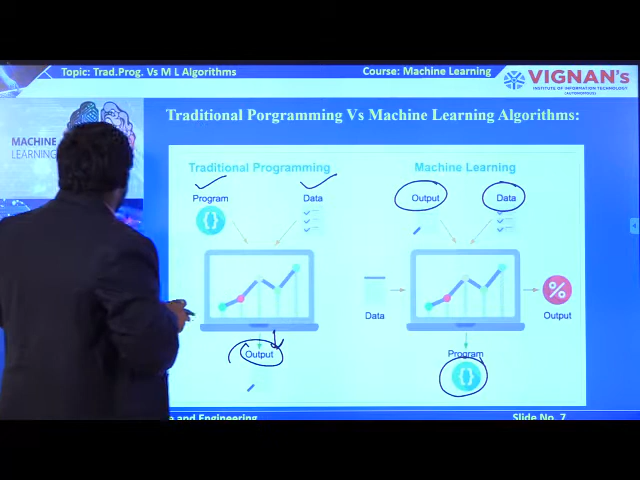 Topic: Trad.Prog. Vs M L Algorithms
Course: Machine Learning
VIGNAN's
INSTITUTE OF INFORMATION TECHNOLOGY
(AUTONOMOUS)
Traditional Porgramming Vs Machine Learning Algorithms:
MACHINE
LEARNING
Traditional Programming
Machine Learning
Program
Data
Output
Data
{}
Data
%
Output
Output
Program
{}
e and Engineering
Slide No. 7